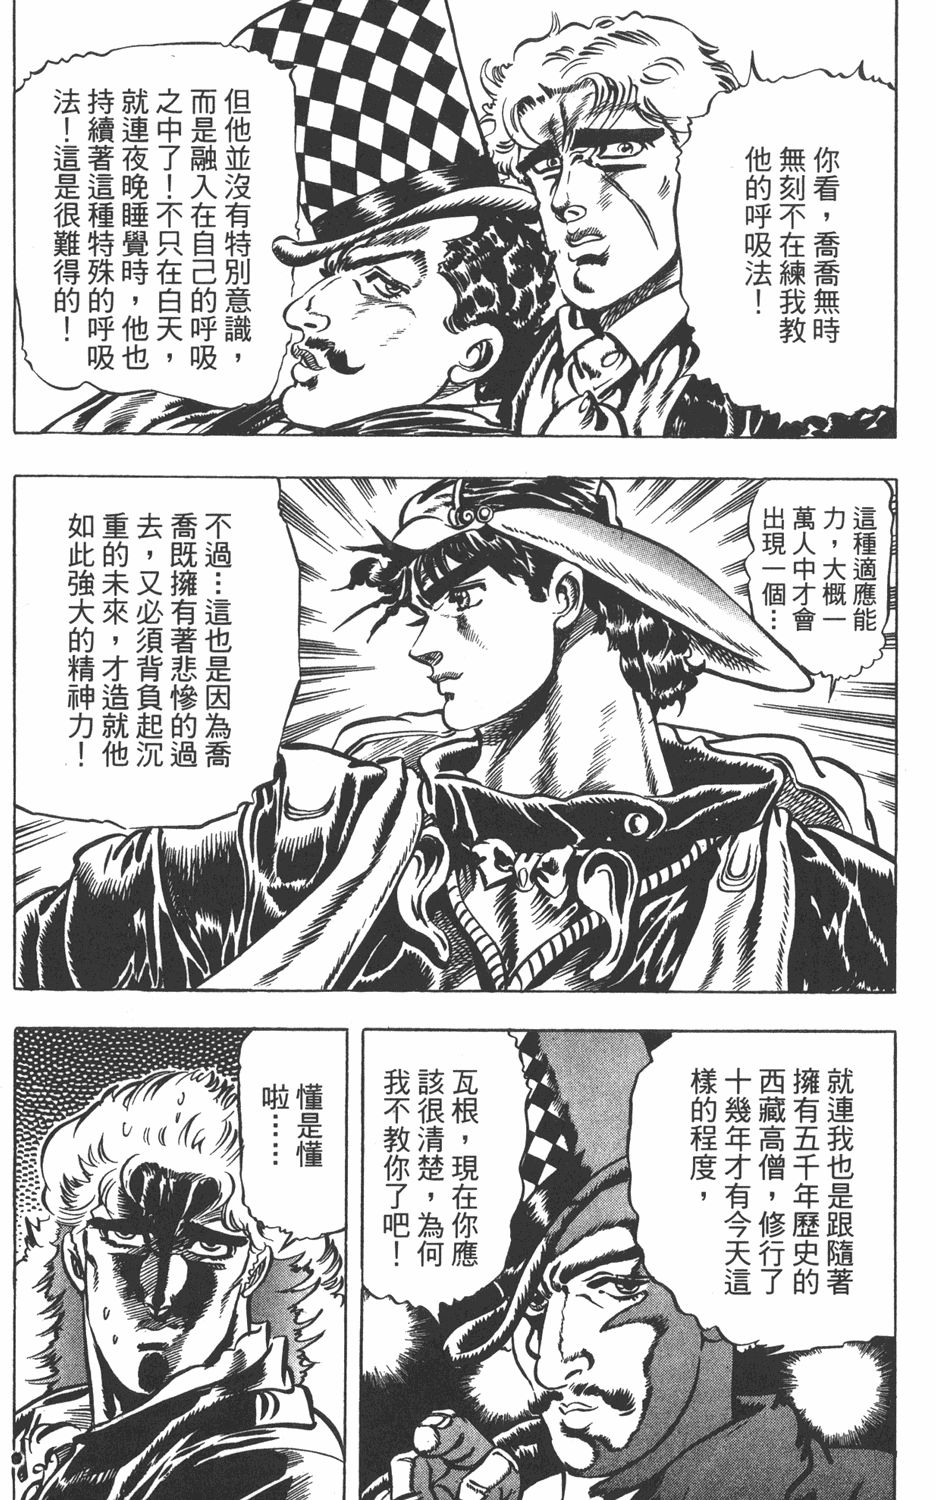 你看，喬喬無時
無刻不在練我教
他的呼吸法！
但他並沒有特別意識，
而是融入在自己的呼吸
之中了！不只在白天，
就連夜晚睡覺時，他也
持續著這種特殊的呼吸
法！這是很難得的！
這種適應能
力，大概一
萬人中才會
出現一個…
不過…這也是因為喬
喬既擁有著悲慘的過
去，又必須背負起沉
重的未來，才造就他
如此強大的精神力！
就連我也是跟隨著
擁有五千年歷史的
西藏高僧，修行了
十幾年才有今天這
樣的程度，
瓦根，現在你應
該很清楚，為何
我不教你了吧！
懂是懂
啦……